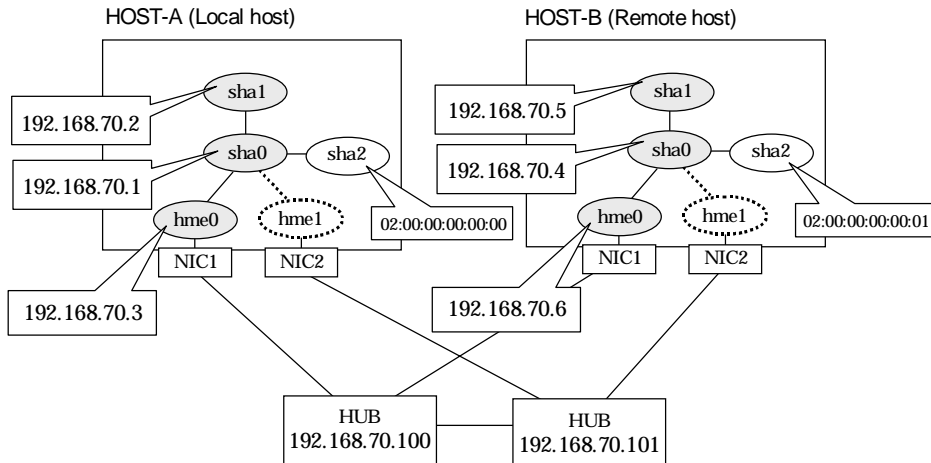 HOST-A (Local host)
HOST-B (Remote host)
sha1
192.168.70.2
sha0
sha2
192.168.70.1
hme0
hme1
02:00:00:00:00:00
NIC1
NIC2
192.168.70.3
sha1
192.168.70.5
sha0
sha2
192.168.70.4
hme0
hme1
02:00:00:00:00:01
NIC1
NIC2
192.168.70.6
HUB
192.168.70.100
HUB
192.168.70.101